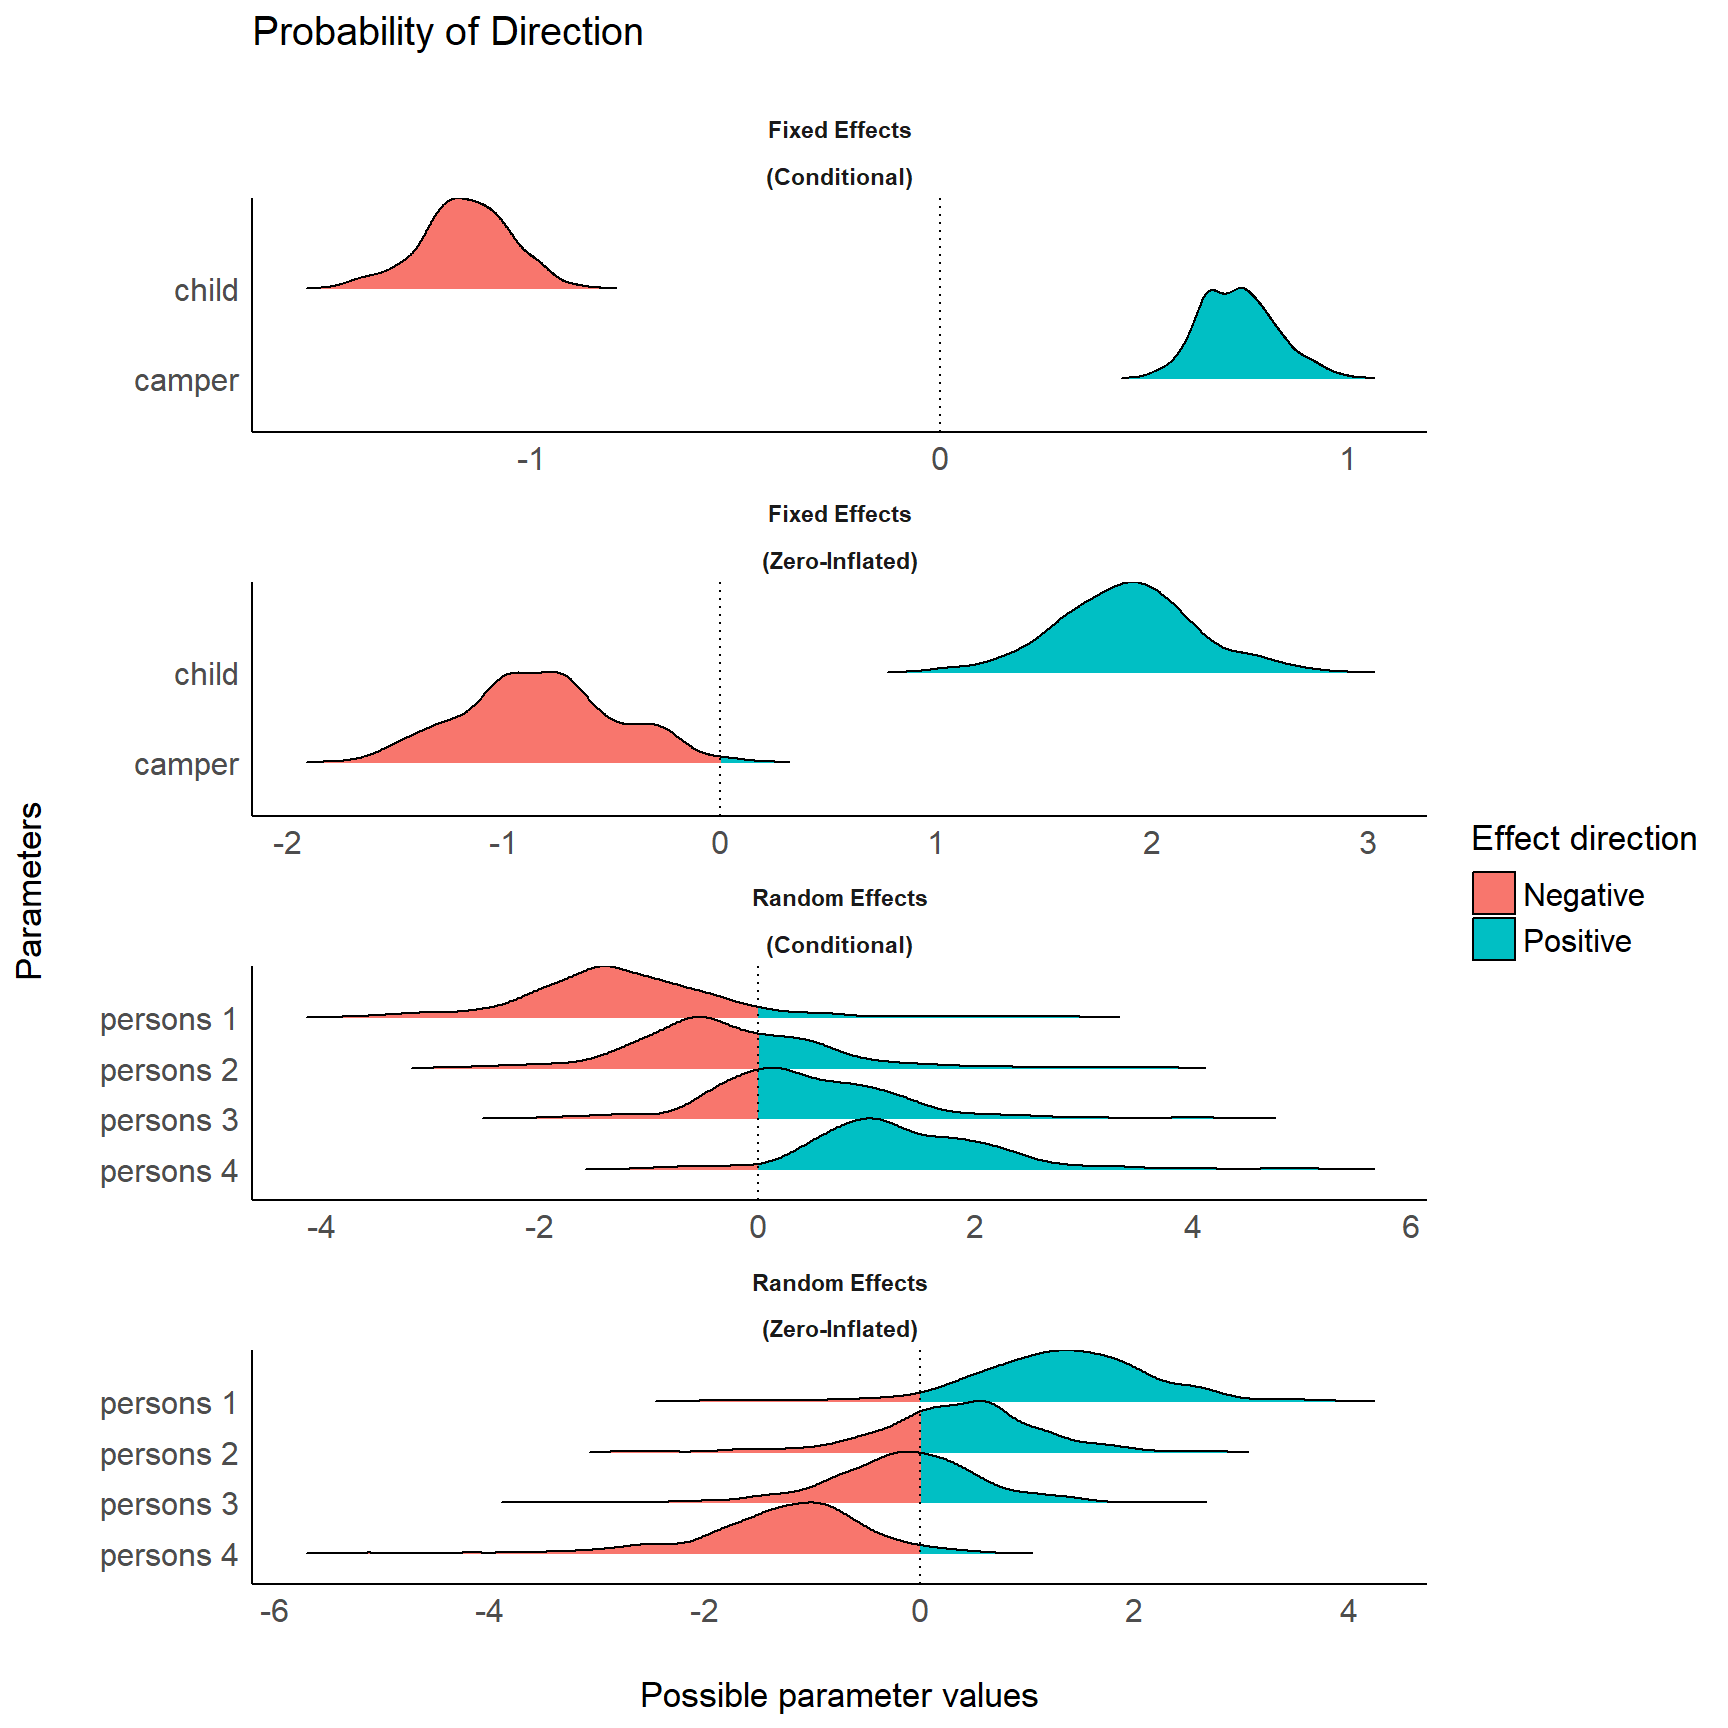 Probability of Direction
Fixed Effects
(Conditional)
child
camper
-1 0 1
Fixed Effects
(Zero-Inflated)
child
camper
-2 -1 0 1 2 3
Random Effects
(Conditional)
persons 1
persons 2
persons 3
persons 4
-4 -2 0 2 4 6
Random Effects
(Zero-Inflated)
persons 1
persons 2
persons 3
persons 4
-6 -4 -2 0 2 4
Possible parameter values
Parameters
Effect direction
Negative
Positive